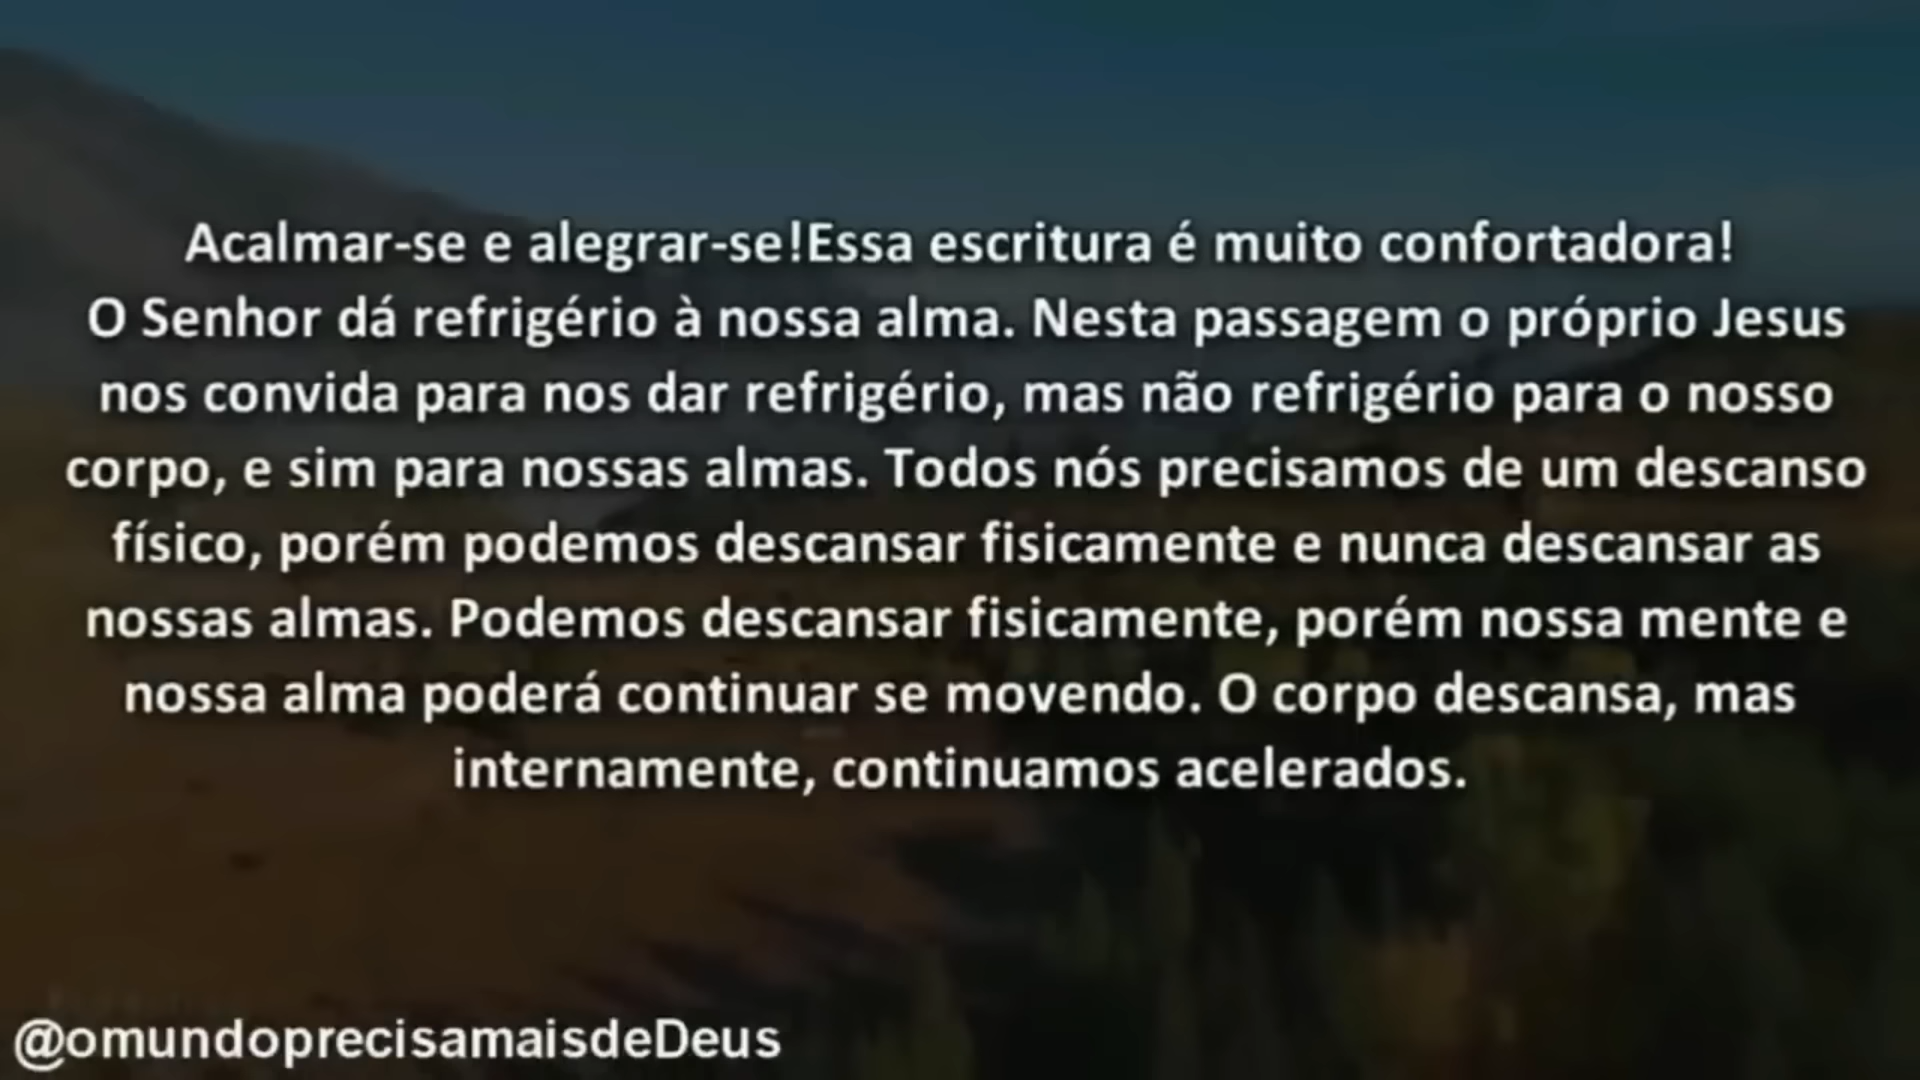 Acalmar-se e alegrar-se!Essa escritura é muito confortadora!
O Senhor dá refrigério à nossa alma. Nesta passagem o próprio Jesus
nos convida para nos dar refrigério, mas não refrigério para o nosso
corpo, e sim para nossas almas. Todos nós precisamos de um descanso
físico, porém podemos descansar fisicamente e nunca descansar as
nossas almas. Podemos descansar fisicamente, porém nossa mente e
nossa alma poderá continuar se movendo. O corpo descansa, mas
internamente, continuamos acelerados.
@omundoprecisamaisdeDeus